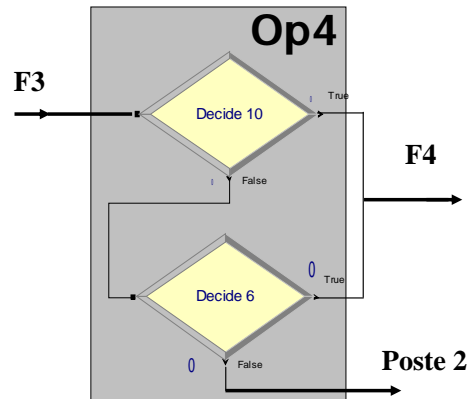 Op4
F3
Decide 10
True
F4
False
Decide 6
0
True
0
False
Poste 2